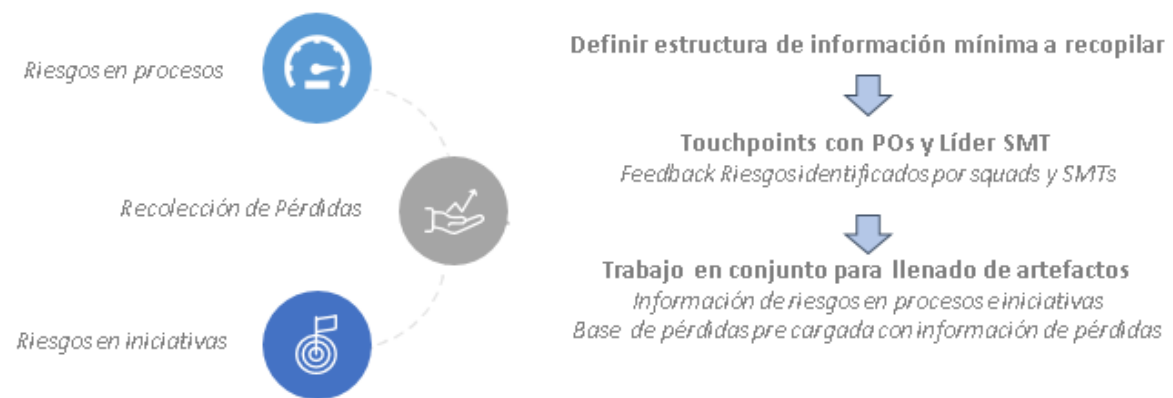 Riesgos en procesos
Recolección de Pérdidas
Riesgos en iniciativas
Definir estructura de información mínima a recopilar
Touchpoints con POs y Líder SMT
Feedback Riesgos identificados por squads y SMTs
Trabajo en conjunto para llenado de artefactos
Información de riesgos en procesos e iniciativas
Base de pérdidas pre cargada con información de pérdidas